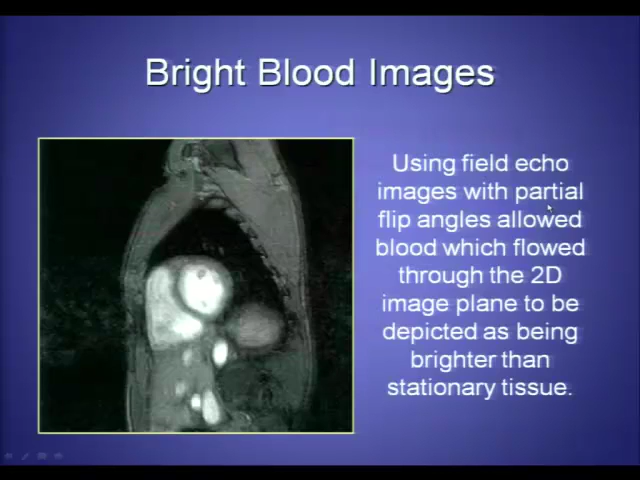 Bright Blood Images
Using field echo
images with partial
flip angles allowed
blood which flowed
through the 2D
image plane to be
depicted as being
brighter than
stationary tissue.